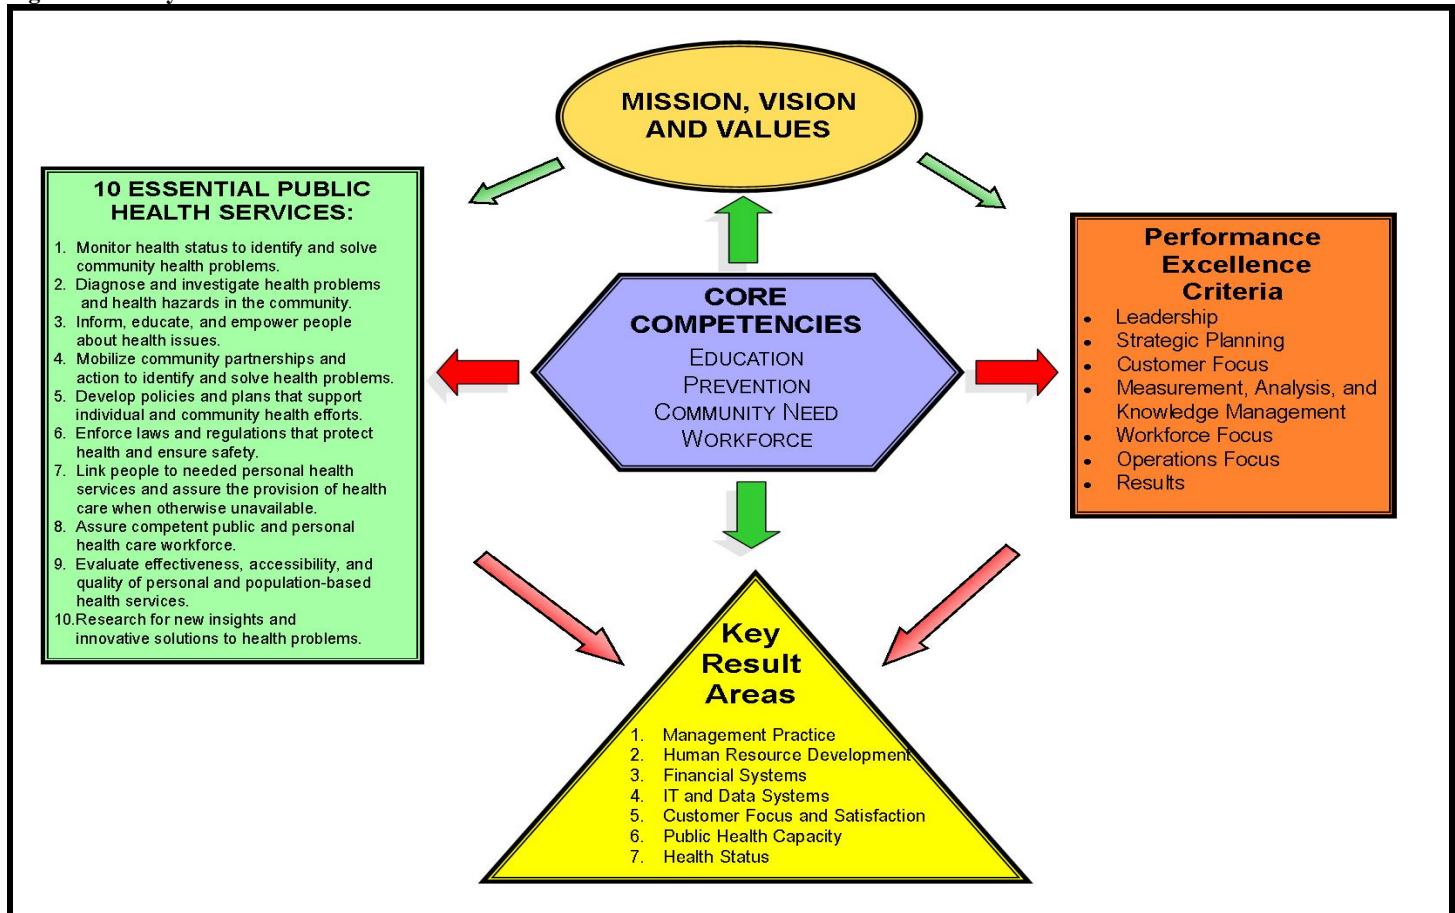 MISSION, VISION
AND VALUES
10 ESSENTIAL PUBLIC
HEALTH SERVICES:
1. Monitor health status to identify and solve
community health problems.
2. Diagnose and investigate health problems
and health hazards in the community.
3. Inform, educate, and empower people
about health issues.
4. Mobilize community partnerships and
action to identify and solve health problems.
5. Develop policies and plans that support
individual and community health efforts.
6. Enforce laws and regulations that protect
health and ensure safety.
7. Link people to needed personal health
services and assure the provision of health
care when otherwise unavailable.
8. Assure competent public and personal
health care workforce.
9. Evaluate effectiveness, accessibility, and
quality of personal and population-based
health services.
10.Research for new insights and
innovative solutions to health problems.
CORE
COMPETENCIES
EDUCATION
PREVENTION
COMMUNITY NEED
WORKFORCE
Performance
Excellence
Criteria
• Leadership
• Strategic Planning
• Customer Focus
• Measurement, Analysis, and
Knowledge Management
• Workforce Focus
• Operations Focus
• Results
Key
Result
Areas
1. Management Practice
2. Human Resource Development
3. Financial Systems
4. IT and Data Systems
5. Customer Focus and Satisfaction
6. Public Health Capacity
7. Health Status